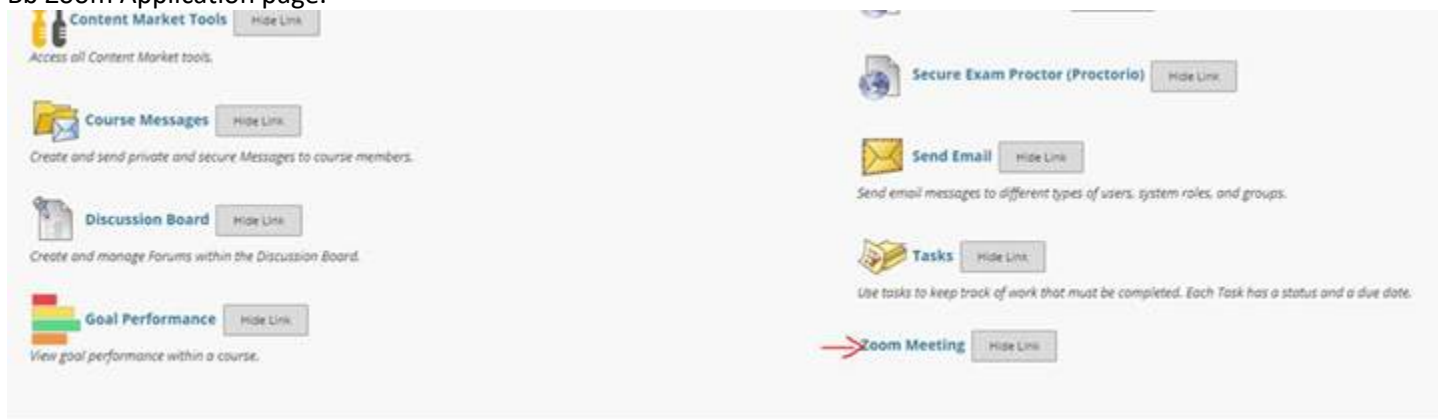 Bb Zoom Application page.
Content Market Tools Hide Link
Access all Content Market tools.
Course Messages Hide Link
Create and send private and secure Messages to course members.
Discussion Board Hide Link
Create and manage Forums within the Discussion Board.
Goal Performance Hide Link
View goal performance within a course.
Secure Exam Proctor (Proctorio) Hide Link
Send Email Hide Link
Send email messages to different types of users, system roles, and groups.
Tasks Hide Link
Use tasks to keep track of work that must be completed. Each Task has a status and a due date.
Zoom Meeting Hide Link